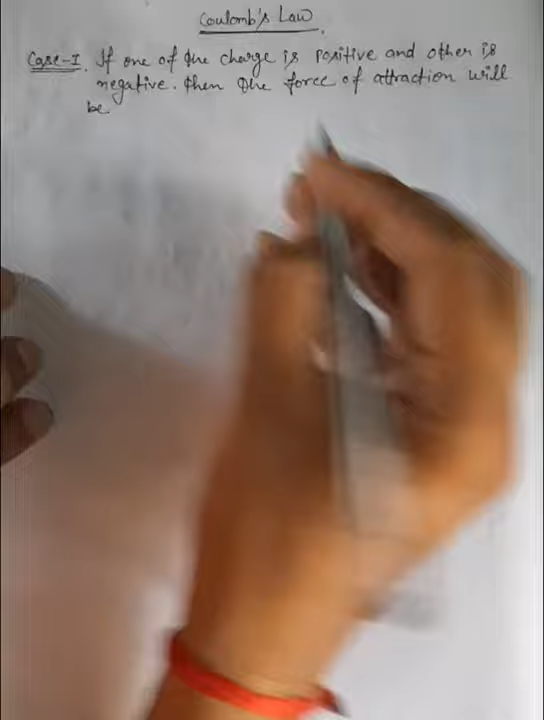 Coulomb's Law.
Case-I. If one of the charge is positive and other is
negative. then the force of attraction will
be